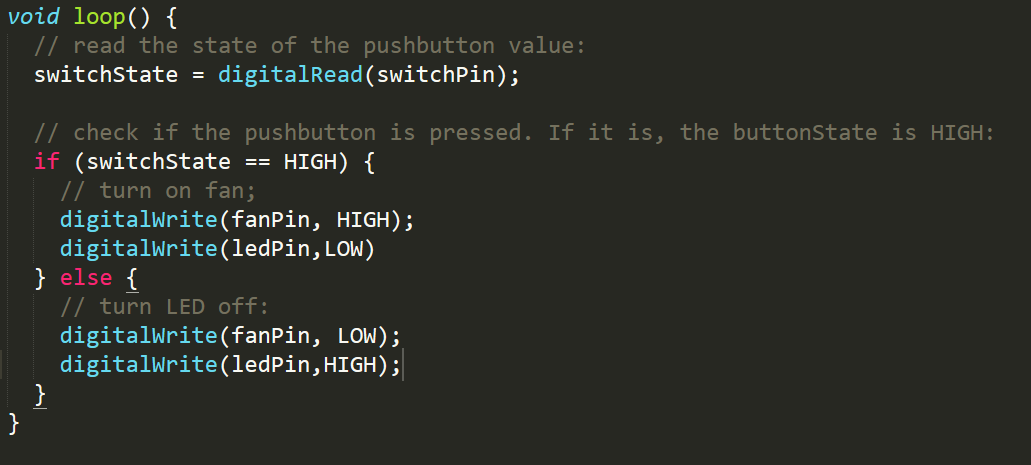 void loop() {
  // read the state of the pushbutton value:
  switchState = digitalRead(switchPin);

  // check if the pushbutton is pressed. If it is, the buttonState is HIGH:
  if (switchState == HIGH) {
    // turn on fan;
    digitalWrite(fanPin, HIGH);
    digitalWrite(ledPin,LOW)
  } else {
    // turn LED off:
    digitalWrite(fanPin, LOW);
    digitalWrite(ledPin,HIGH);
  }
}